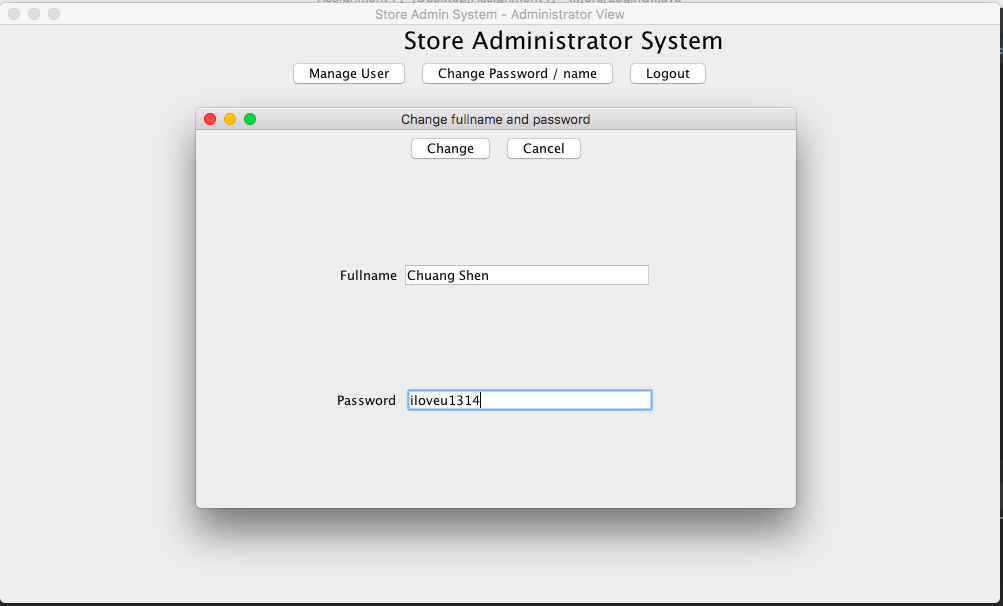 Store Admin System - Administrator View
Store Administrator System
Manage User
Change Password / name
Logout
Change fullname and password
Change
Cancel
Fullname
Chuang Shen
Password
iloveu1314